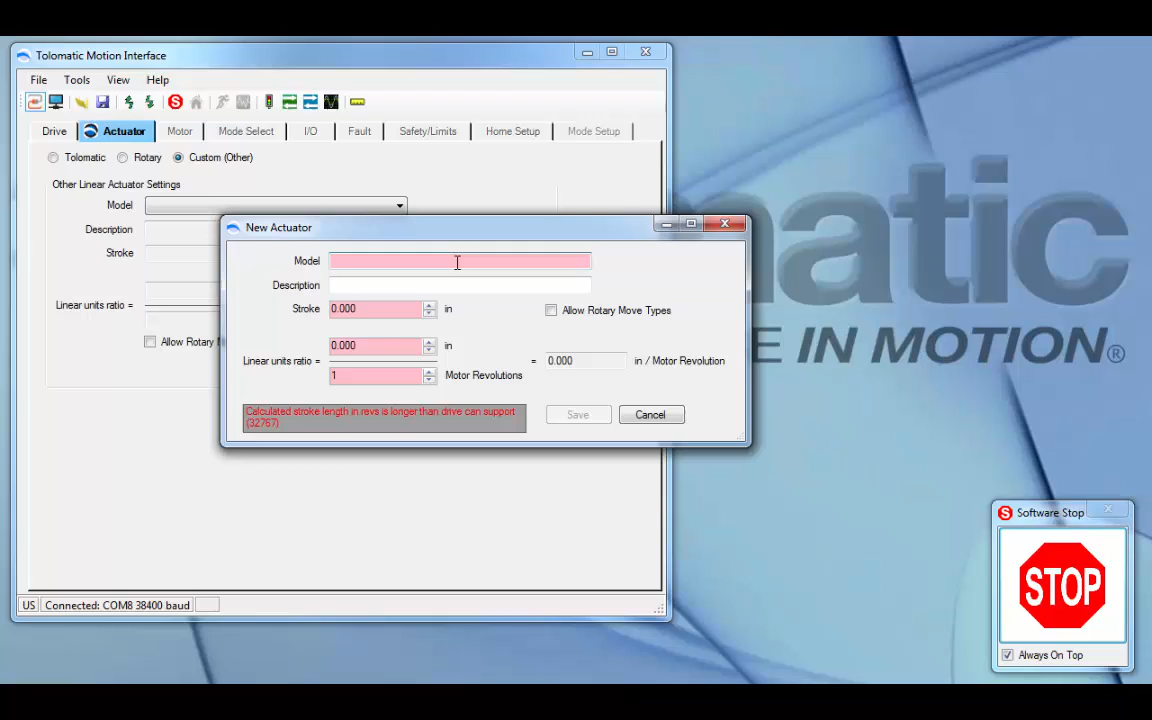 Tolomatic Motion Interface
File Tools View Help
Drive Actuator Motor Mode Select I/O Fault Safety/Limits Home Setup Mode Setup
Tolomatic Rotary Custom (Other)
Other Linear Actuator Settings
Model
Description
Stroke
Linear units ratio =
Allow Rotary
New Actuator
Model
Description
Stroke 0.000 in Allow Rotary Move Types
0.000 in
Linear units ratio = = 0.000 in / Motor Revolution
1 Motor Revolutions
Calculated stroke length in revs is longer than drive can support
(32767)
Save Cancel
matic
E IN MOTION®
S Software Stop
STOP
Always On Top
US Connected: COM8 38400 baud